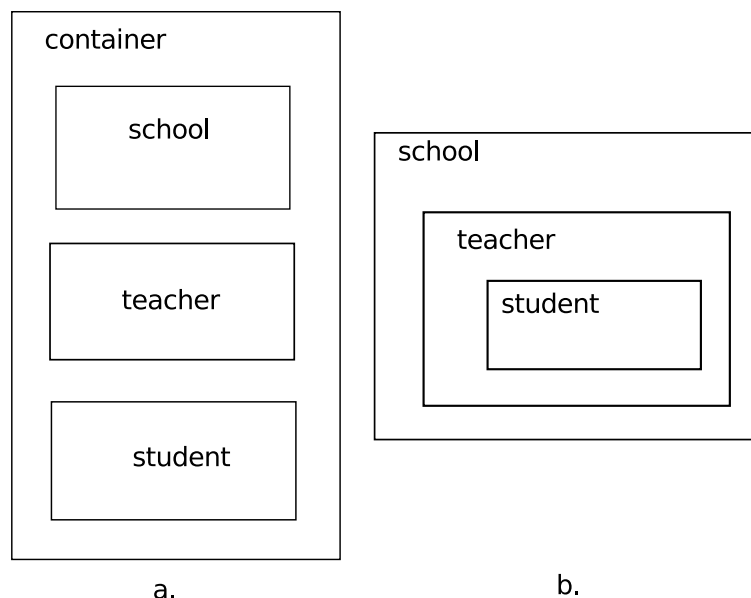 container
school
teacher
student
a.
school
teacher
student
b.